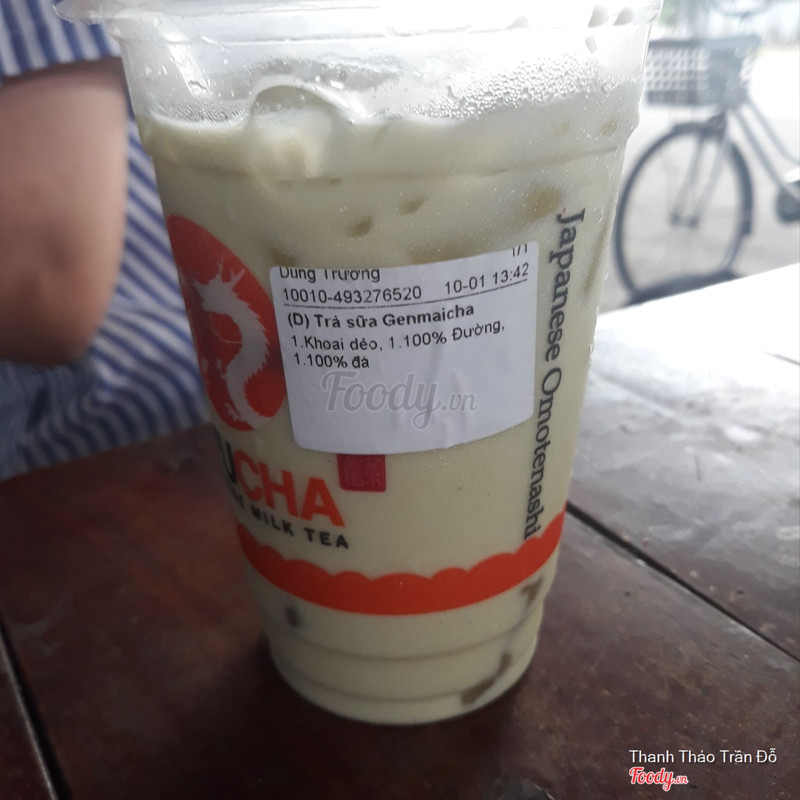 1/1
Dung Trương
10010-493276520 10-01 13:42
(D) Trà sữa Genmaicha
1.Khoai dẻo, 1.100% Đường,
1.100% đá
Foody.vn
Japanese Omotenashi
UCHA
MILK TEA
Thanh Thảo Trần Đỗ
Foody.vn